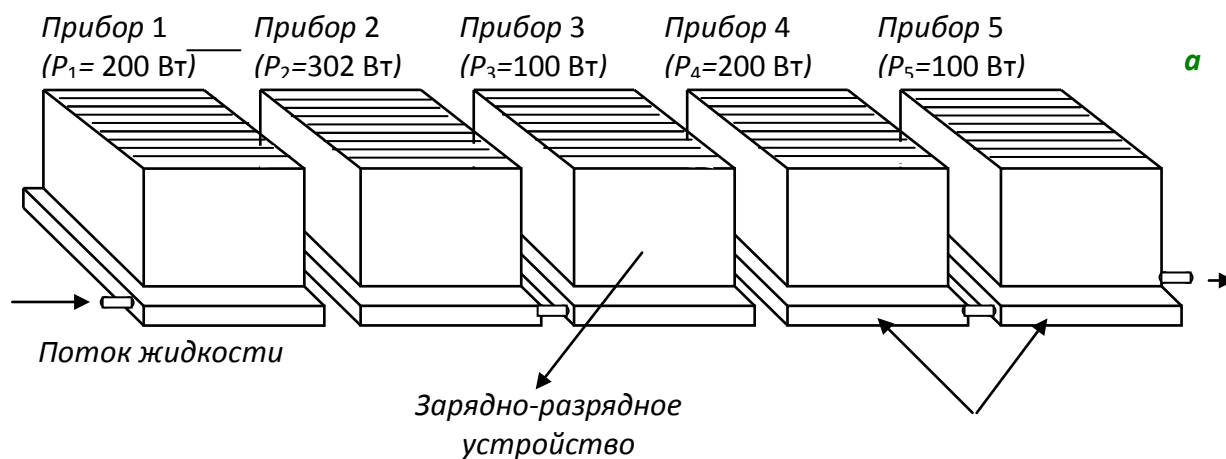 Прибор 1 Прибор 2 Прибор 3 Прибор 4 Прибор 5
(P₁= 200 Вт) (P₂=302 Вт) (P₃=100 Вт) (P₄=200 Вт) (P₅=100 Вт) а
Поток жидкости
Зарядно-разрядное
устройство